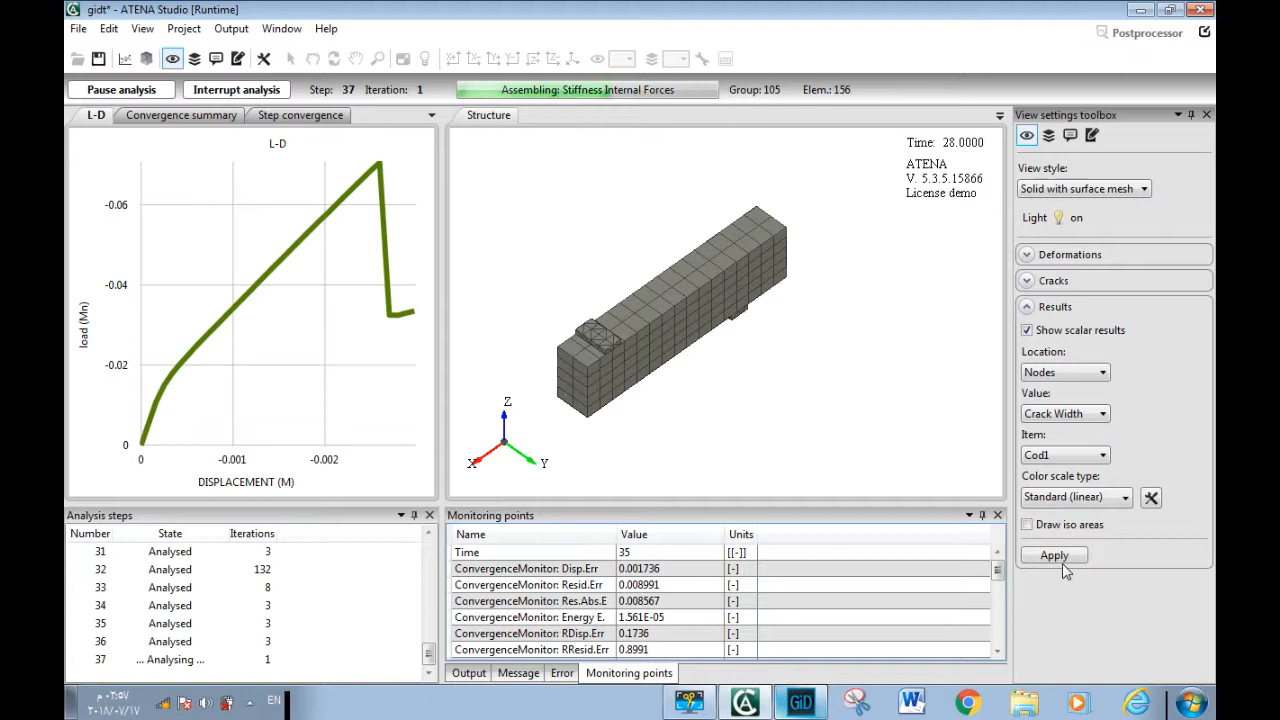 gidt* - ATENA Studio [Runtime]
File Edit View Project Output Window Help
Postprocessor
Pause analysis Interrupt analysis Step: 37 Iteration: 1 Assembling: Stiffness Internal Forces Group: 105 Elem.: 156
L-D Convergence summary Step convergence
L-D
-0.06
-0.04
-0.02
0
load (Mn)
0 -0.001 -0.002
DISPLACEMENT (M)
Structure
Time: 28.0000
ATENA
V. 5.3.5.15866
License demo
Z
X Y
View settings toolbox
View style:
Solid with surface mesh
Light on
Deformations
Cracks
Results
Show scalar results
Location:
Nodes
Value:
Crack Width
Item:
Cod1
Color scale type:
Standard (linear)
Draw iso areas
Apply
Analysis steps
Number State Iterations
31 Analysed 3
32 Analysed 132
33 Analysed 8
34 Analysed 3
35 Analysed 3
36 Analysed 3
37 ... Analysing ... 1
Monitoring points
Name Value Units
Time 35 [[-]]
ConvergenceMonitor: Disp.Err 0.001736 [-]
ConvergenceMonitor: Resid.Err 0.008991 [-]
ConvergenceMonitor: Res.Abs.E 0.008567 [-]
ConvergenceMonitor: Energy E. 1.561E-05 [-]
ConvergenceMonitor: RDisp.Err 0.1736 [-]
ConvergenceMonitor: RResid.Err 0.8991 [-]
Output Message Error Monitoring points
٠٢:٥٧ م
٢٠١٨/٠٧/١٧
EN
GiD